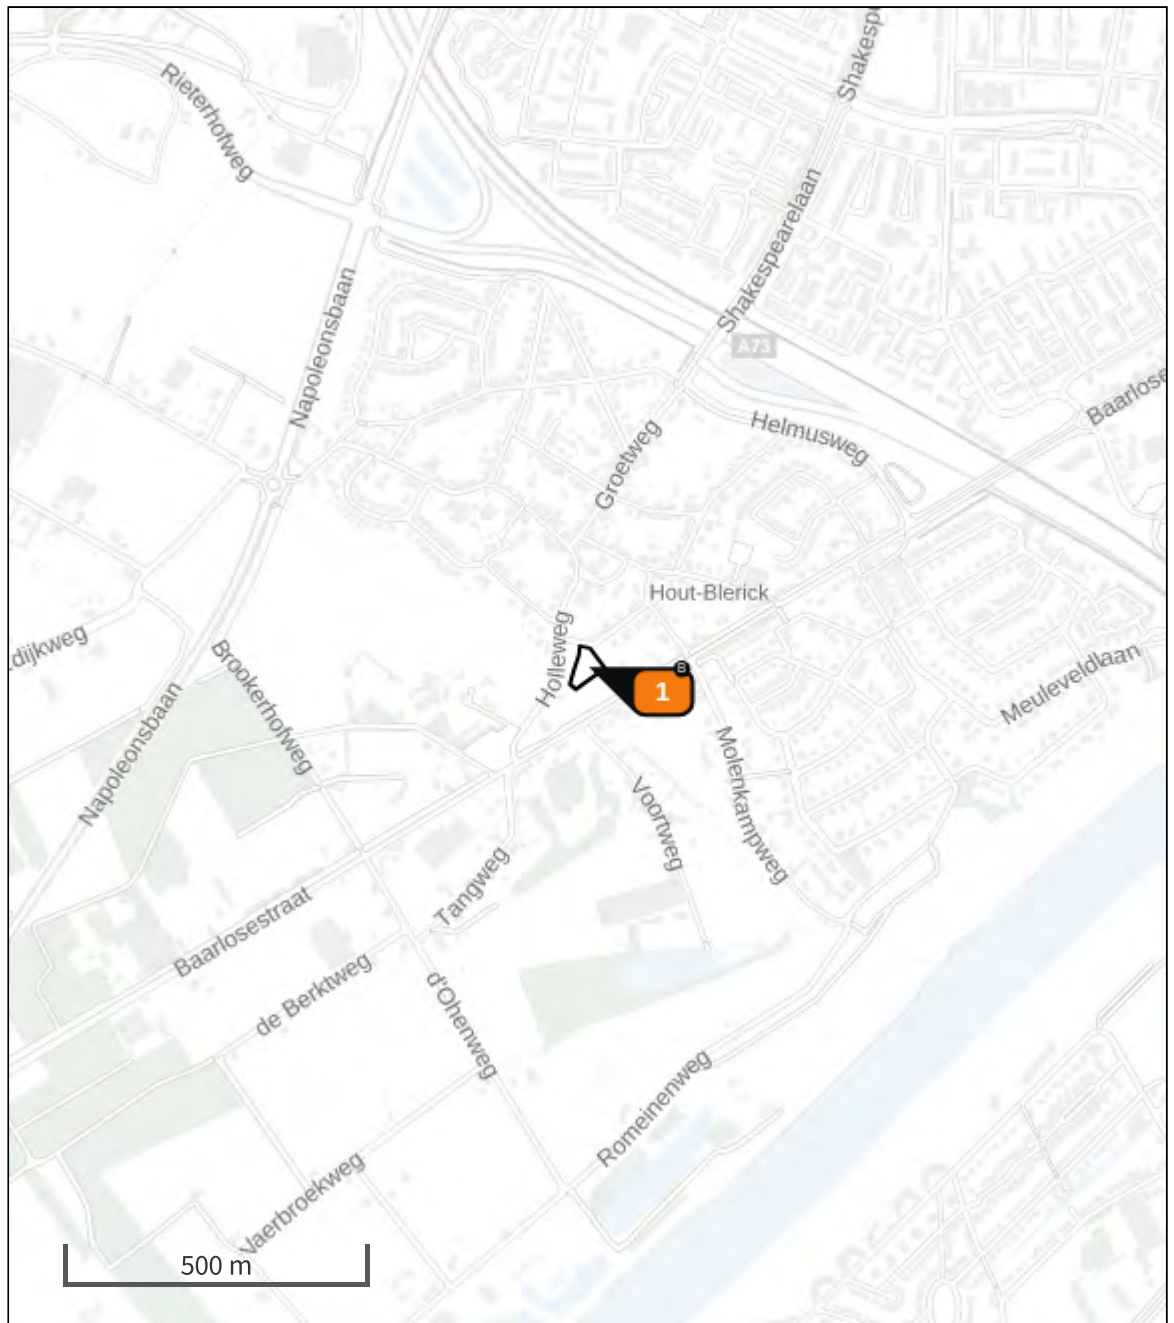 Shakesp
Rieterhofweg
Shakespearelaan
Napoleonsbaan
A73
Baarlose
Helmusweg
Groetweg
Hout-Blerick
Holleweg
dijkweg
Brookerhofweg
B
1
Meuleveldlaan
Napoleonsbaan
Molenkampweg
Voortweg
Tangweg
Baarlosestraat
de Berktweg
d'Ohenweg
Romeinenweg
Vaerbroekweg
500 m